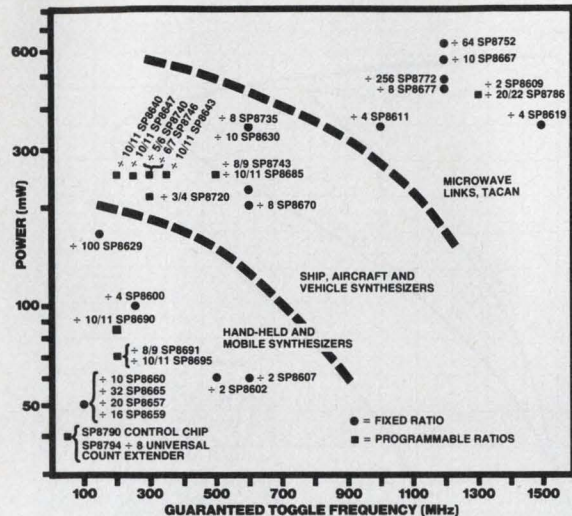 600
300
100
50
POWER (mW)
÷ 64 SP8752
÷ 10 SP8667
÷ 256 SP8772
÷ 8 SP8677
÷ 2 SP8609
÷ 20/22 SP8786
÷ 4 SP8619
÷ 4 SP8611
÷ 8 SP8735
÷ 10 SP8630
÷ 10/11 SP8640
÷ 10/11 SP8647
÷ 5/6 SP8740
÷ 6/7 SP8746
÷ 10/11 SP8643
÷ 8/9 SP8743
÷ 10/11 SP8685
÷ 3/4 SP8720
÷ 8 SP8670
MICROWAVE
LINKS, TACAN
÷ 100 SP8629
SHIP, AIRCRAFT AND
VEHICLE SYNTHESIZERS
÷ 4 SP8600
÷ 10/11 SP8690
HAND-HELD AND
MOBILE SYNTHESIZERS
÷ 8/9 SP8691
÷ 10/11 SP8695
÷ 2 SP8607
÷ 2 SP8602
÷ 10 SP8660
÷ 32 SP8665
÷ 20 SP8657
÷ 16 SP8659
SP8790 CONTROL CHIP
SP8794 ÷ 8 UNIVERSAL
COUNT EXTENDER
● = FIXED RATIO
■ = PROGRAMMABLE RATIOS
100 300 500 700 900 1100 1300 1500
GUARANTEED TOGGLE FREQUENCY (MHz)